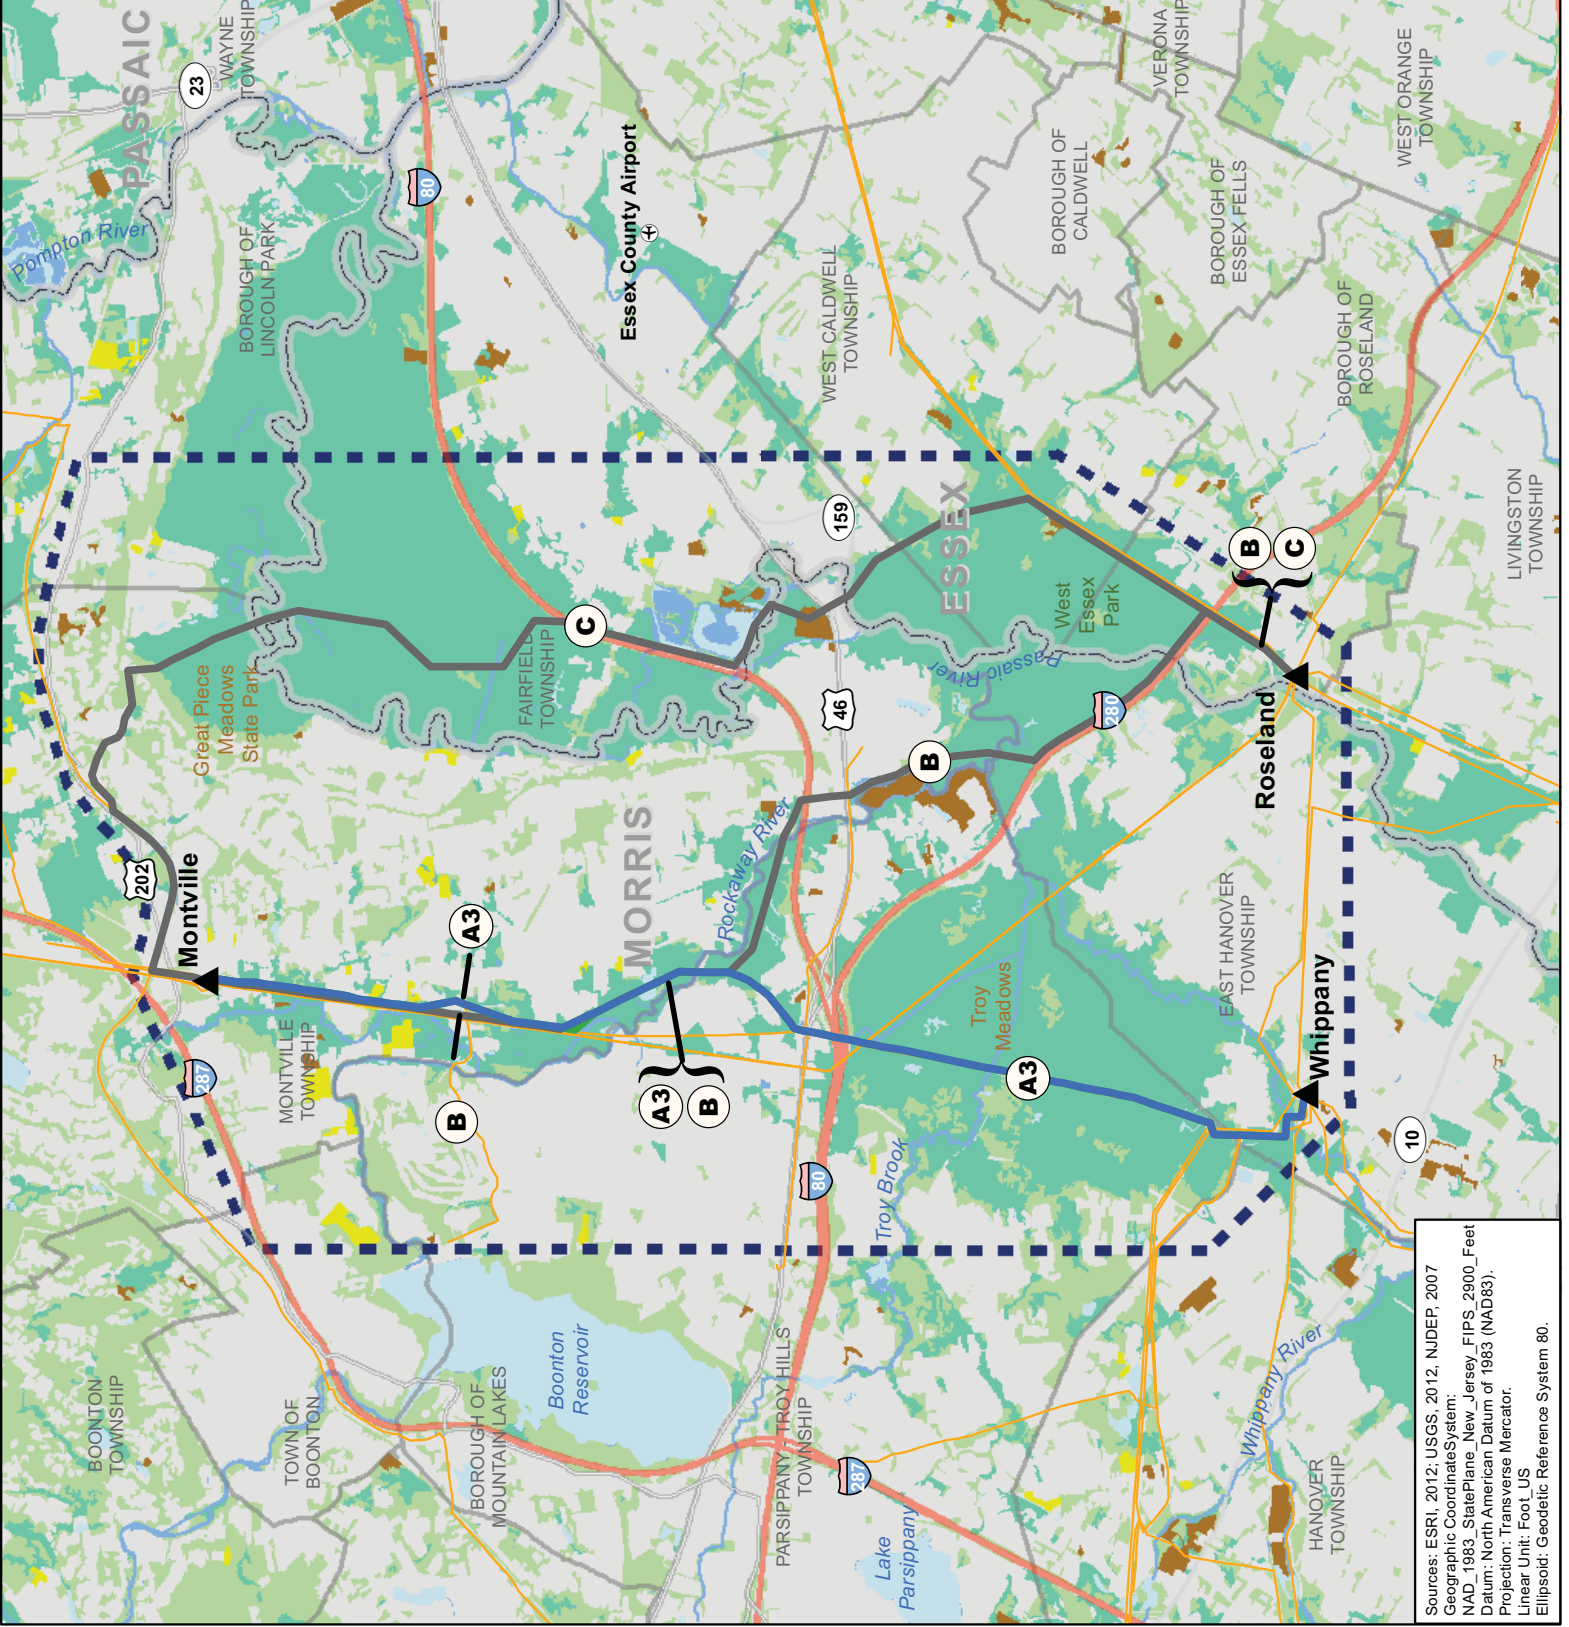 PASSAIC
23
WAYNE
TOWNSHIP
Pompton River
BOROUGH OF
LINCOLN PARK
80
Essex County Airport
VERONA
TOWNSHIP
WEST ORANGE
TOWNSHIP
BOROUGH OF
CALDWELL
BOROUGH OF
ESSEX FELLS
WEST CALDWELL
TOWNSHIP
BOROUGH OF
ROSELAND
LIVINGSTON
TOWNSHIP
159
ESSEX
West
Essex
Park
B
C
Passaic River
C
FAIRFIELD
TOWNSHIP
Great Piece
Meadows
State Park
46
280
B
Roseland
202
Montville
MORRIS
Rockaway River
A3
EAST HANOVER
TOWNSHIP
Troy
Meadows
Whippany
A3
287
MONTVILLE
TOWNSHIP
B
A3
B
10
80
Troy Brook
BOONTON
TOWNSHIP
TOWN OF
BOONTON
BOROUGH OF
MOUNTAIN LAKES
Boonton
Reservoir
PARSIPPANY - TROY HILLS
TOWNSHIP
287
Lake
Parsippany
Whippany River
HANOVER
TOWNSHIP
Sources: ESRI, 2012; USGS, 2012, NJDEP, 2007
Geographic CoordinateSystem:
NAD_1983_StatePlane_New_Jersey_FIPS_2900_Feet
Datum: North American Datum of 1983 (NAD83).
Projection: Transverse Mercator.
Linear Unit: Foot_US
Ellipsoid: Geodetic Reference System 80.